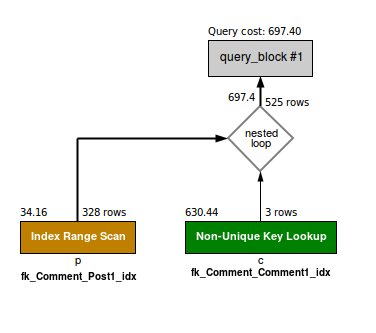 Query cost: 697.40
query_block #1
697.4
525 rows
nested
loop
34.16
328 rows
630.44
3 rows
Index Range Scan
Non-Unique Key Lookup
p
c
fk_Comment_Post1_idx
fk_Comment_Comment1_idx